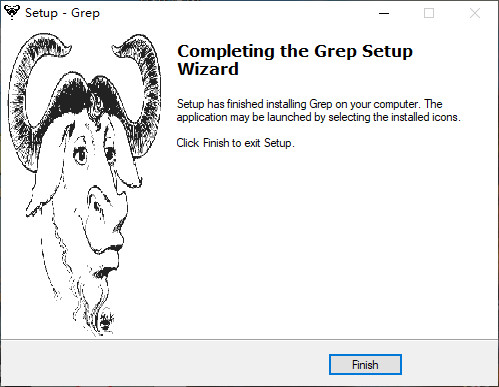 Setup - Grep
Completing the Grep Setup
Wizard
Setup has finished installing Grep on your computer. The
application may be launched by selecting the installed icons.
Click Finish to exit Setup.
Finish